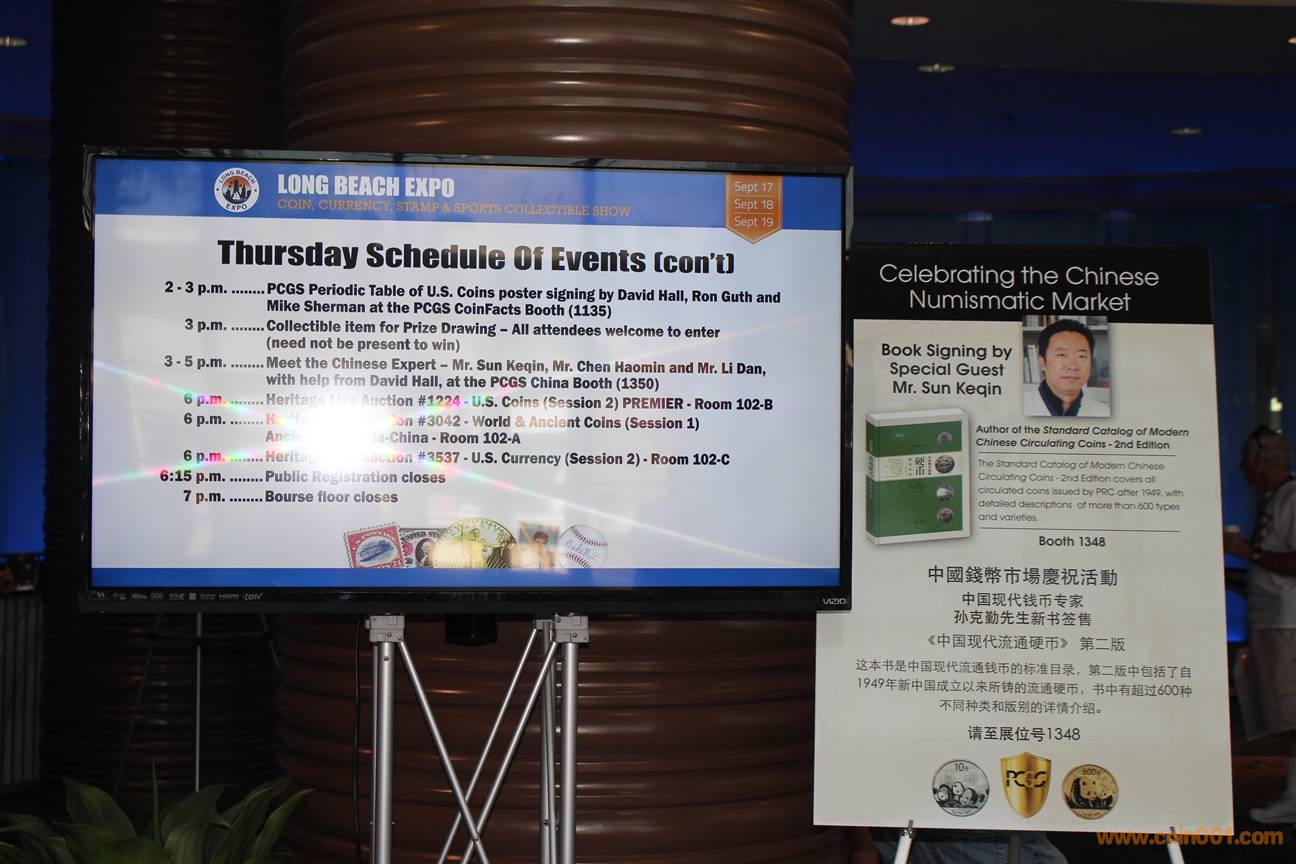 LONG BEACH
EXPO
LONG BEACH EXPO
COIN, CURRENCY, STAMP & SPORTS COLLECTIBLE SHOW
Sept 17
Sept 18
Sept 19
Thursday Schedule Of Events (con't)
2 - 3 p.m. ........PCGS Periodic Table of U.S. Coins poster signing by David Hall, Ron Guth and
Mike Sherman at the PCGS CoinFacts Booth (1135)
3 p.m. ........Collectible item for Prize Drawing – All attendees welcome to enter
(need not be present to win)
3 - 5 p.m. ........Meet the Chinese Expert – Mr. Sun Keqin, Mr. Chen Haomin and Mr. Li Dan,
with help from David Hall, at the PCGS China Booth (1350)
6 p.m. ........Heritage Live Auction #1224 - U.S. Coins (Session 2) PREMIER - Room 102-B
6 p.m. ........ #3042 - World & Ancient Coins (Session 1)
-China - Room 102-A
6 p.m. ........Heritage Auction #3537 - U.S. Currency (Session 2) - Room 102-C
6:15 p.m. ........Public Registration closes
7 p.m. ........Bourse floor closes
VIZIO
Celebrating the Chinese
Numismatic Market
Book Signing by
Special Guest
Mr. Sun Keqin
Author of the Standard Catalog of Modern
Chinese Circulating Coins - 2nd Edition
The Standard Catalog of Modern Chinese
Circulating Coins - 2nd Edition covers all
circulated coins issued by PRC after 1949, with
detailed descriptions of more than 600 types
and varieties.
硬币
Booth 1348
中國錢幣市場慶祝活動
中国现代钱币专家
孙克勤先生新书签售
《中国现代流通硬币》 第二版
这本书是中国现代流通钱币的标准目录，第二版中包括了自
1949年新中国成立以来所铸的流通硬币，书中有超过600种
不同种类和版别的详情介绍。
请至展位号1348
10元
PCGS
500元
www.coin001.com